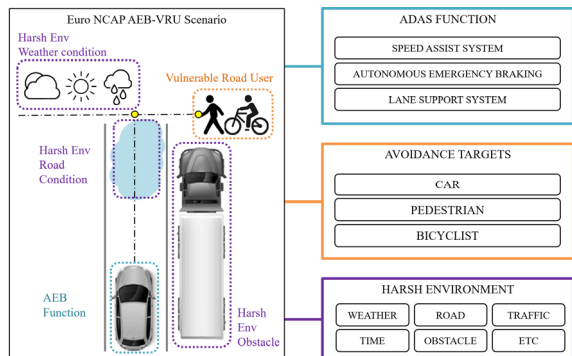 Euro NCAP AEB-VRU Scenario
Harsh Env
Weather condition
Vulnerable Road User
Harsh Env
Road
Condition
AEB
Function
Harsh
Env
Obstacle
ADAS FUNCTION
SPEED ASSIST SYSTEM
AUTONOMOUS EMERGENCY BRAKING
LANE SUPPORT SYSTEM
AVOIDANCE TARGETS
CAR
PEDESTRIAN
BICYCLIST
HARSH ENVIRONMENT
WEATHER
ROAD
TRAFFIC
TIME
OBSTACLE
ETC